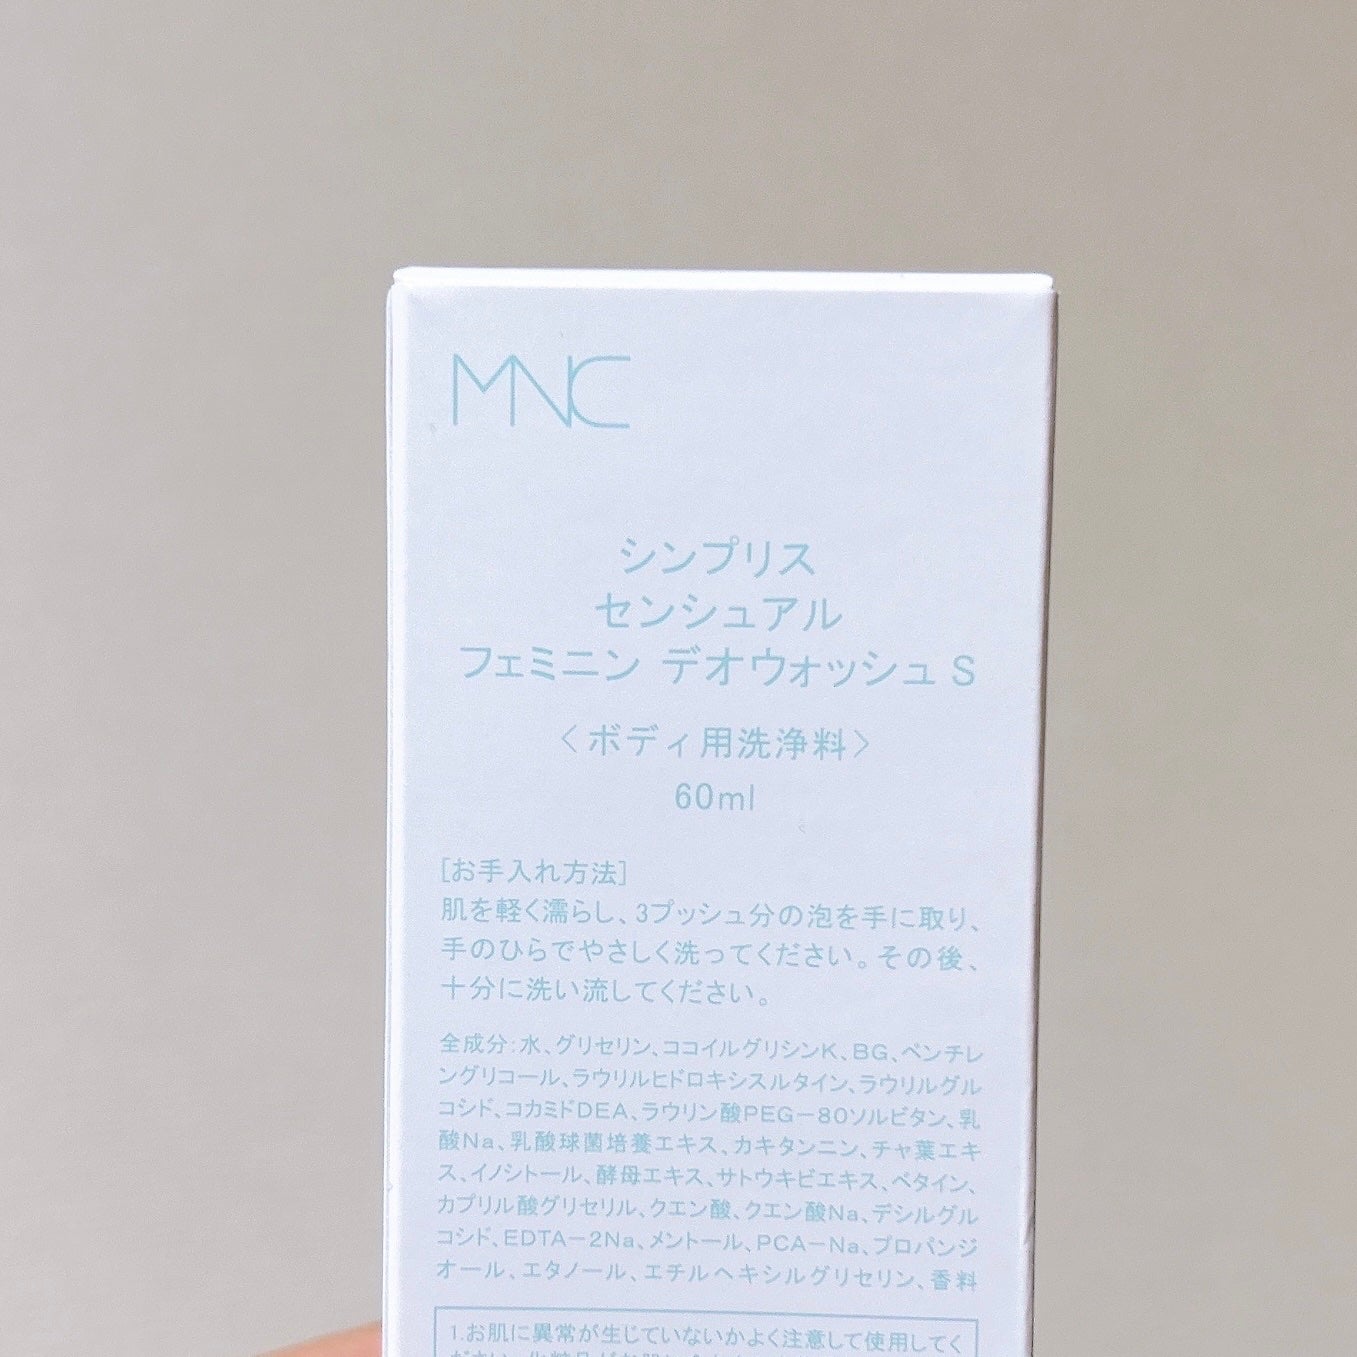 MNC
シンプリス
センシュアル
フェミニン デオウォッシュ S
〈ボディ用洗浄料〉
60ml
[お手入れ方法]
肌を軽く濡らし、3プッシュ分の泡を手に取り、
手のひらでやさしく洗ってください。その後、
十分に洗い流してください。
全成分:水、グリセリン、ココイルグリシンK、BG、ペンチレ
ングリコール、ラウリルヒドロキシスルタイン、ラウリルグル
コシド、コカミドDEA、ラウリン酸PEG－80ソルビタン、乳
酸Na、乳酸球菌培養エキス、カキタンニン、チャ葉エキ
ス、イノシトール、酵母エキス、サトウキビエキス、ベタイン、
カプリル酸グリセリル、クエン酸、クエン酸Na、デシルグル
コシド、EDTA－2Na、メントール、PCA－Na、プロパンジ
オール、エタノール、エチルヘキシルグリセリン、香料
1.お肌に異常が生じていないかよく注意して使用してく